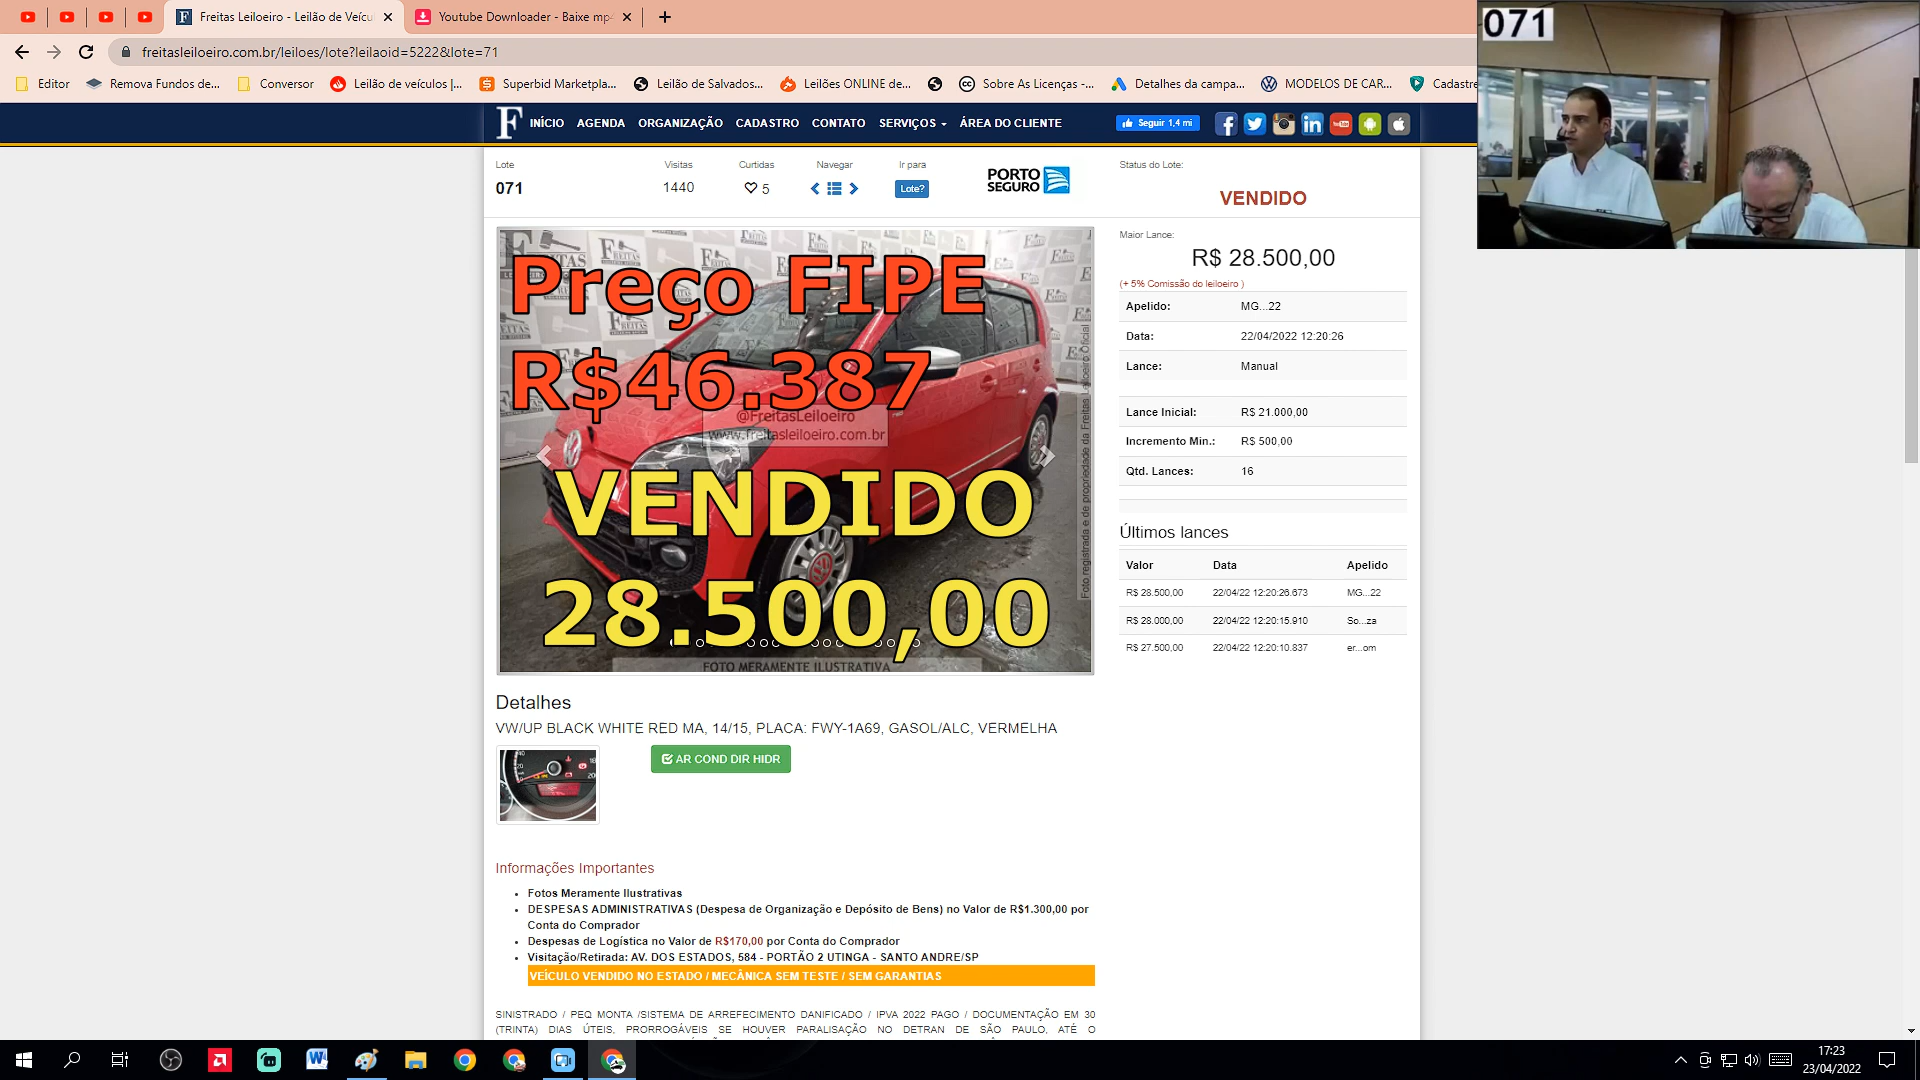 Freitas Leiloeiro - Leilão de Veícu
Youtube Downloader - Baixe mp
freitasleiloeiro.com.br/leiloes/lote?leilaoid=5222&lote=71
Editor
Remova Fundos de...
Conversor
Leilão de veículos |...
Superbid Marketpla...
Leilão de Salvados...
Leilões ONLINE de...
Sobre As Licenças -...
Detalhes da campa...
MODELOS DE CAR...
Cadastre
071
F
INÍCIO
AGENDA
ORGANIZAÇÃO
CADASTRO
CONTATO
SERVIÇOS
ÁREA DO CLIENTE
Seguir 1,4 mi
Lote
071
Visitas
1440
Curtidas
5
Navegar
Ir para
Lote?
PORTO
SEGURO
Status do Lote:
VENDIDO
Maior Lance:
R$ 28.500,00
(+ 5% Comissão do leiloeiro )
Apelido: MG...22
Data: 22/04/2022 12:20:26
Lance: Manual
Lance Inicial: R$ 21.000,00
Incremento Min.: R$ 500,00
Qtd. Lances: 16
Últimos lances
Valor Data Apelido
R$ 28.500,00 22/04/22 12:20:26.673 MG...22
R$ 28.000,00 22/04/22 12:20:15.910 So...za
R$ 27.500,00 22/04/22 12:20:10.837 er...om
Preço FIPE
R$46.387
@FreitasLeiloeiro
www.freitasleiloeiro.com.br
VENDIDO
28.500,00
FOTO MERAMENTE ILUSTRATIVA
Foto registrada e de propriedade da Freitas Leiloeiro Oficial
Detalhes
VW/UP BLACK WHITE RED MA, 14/15, PLACA: FWY-1A69, GASOL/ALC, VERMELHA
AR COND DIR HIDR
Informações Importantes
Fotos Meramente Ilustrativas
DESPESAS ADMINISTRATIVAS (Despesa de Organização e Depósito de Bens) no Valor de R$1.300,00 por
Conta do Comprador
Despesas de Logística no Valor de R$170,00 por Conta do Comprador
Visitação/Retirada: AV. DOS ESTADOS, 584 - PORTÃO 2 UTINGA - SANTO ANDRE/SP
VEÍCULO VENDIDO NO ESTADO / MECÂNICA SEM TESTE / SEM GARANTIAS
SINISTRADO / PEQ MONTA /SISTEMA DE ARREFECIMENTO DANIFICADO / IPVA 2022 PAGO / DOCUMENTAÇÃO EM 30
(TRINTA) DIAS ÚTEIS, PRORROGÁVEIS SE HOUVER PARALISAÇÃO NO DETRAN DE SÃO PAULO, ATÉ O
17:23
23/04/2022